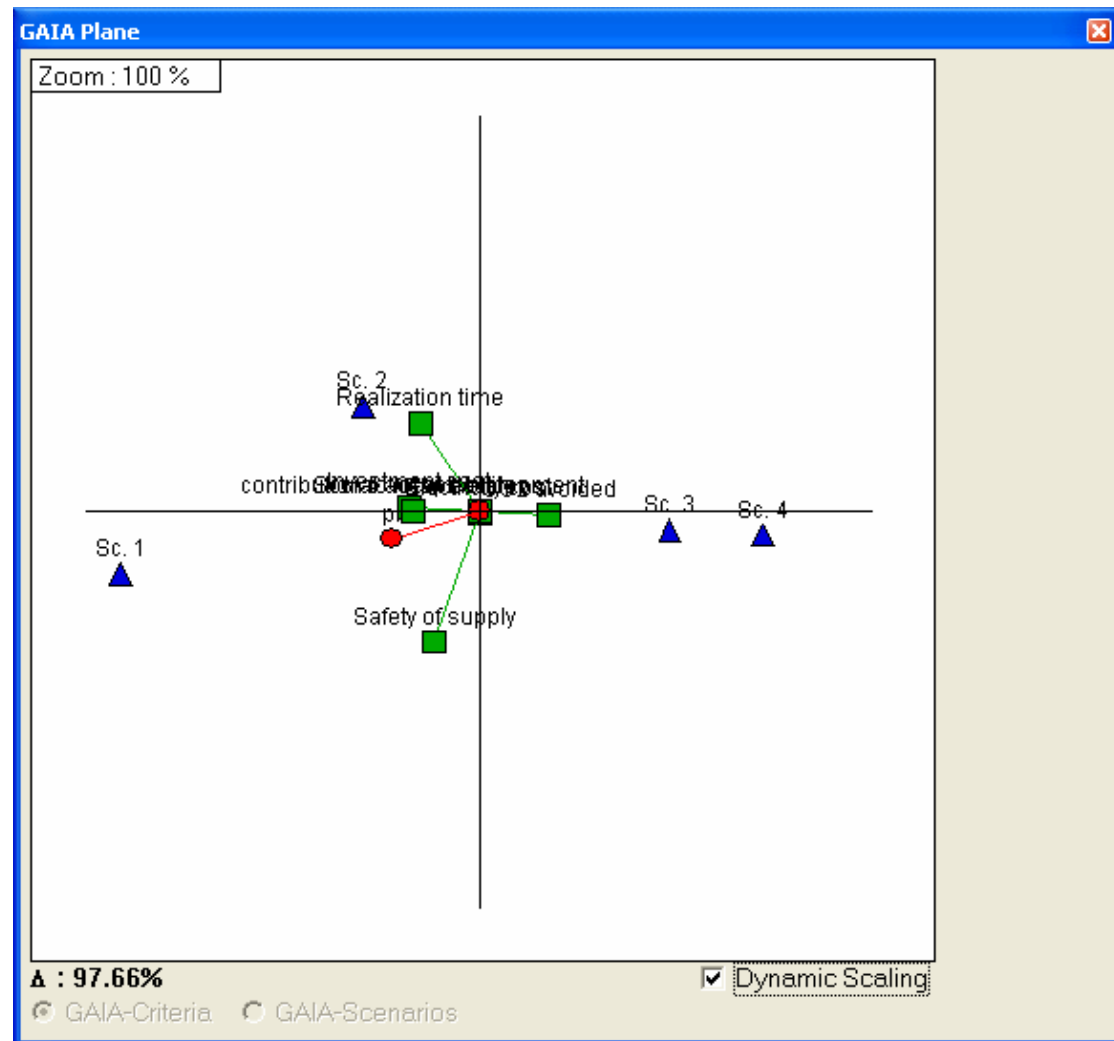 GAIA Plane
Zoom : 100 %
Sc. 2
Realization time
avoided
Sc. 3
Sc. 4
Sc. 1
Safety of supply
Δ : 97.66%
Dynamic Scaling
GAIA-Criteria
GAIA-Scenarios